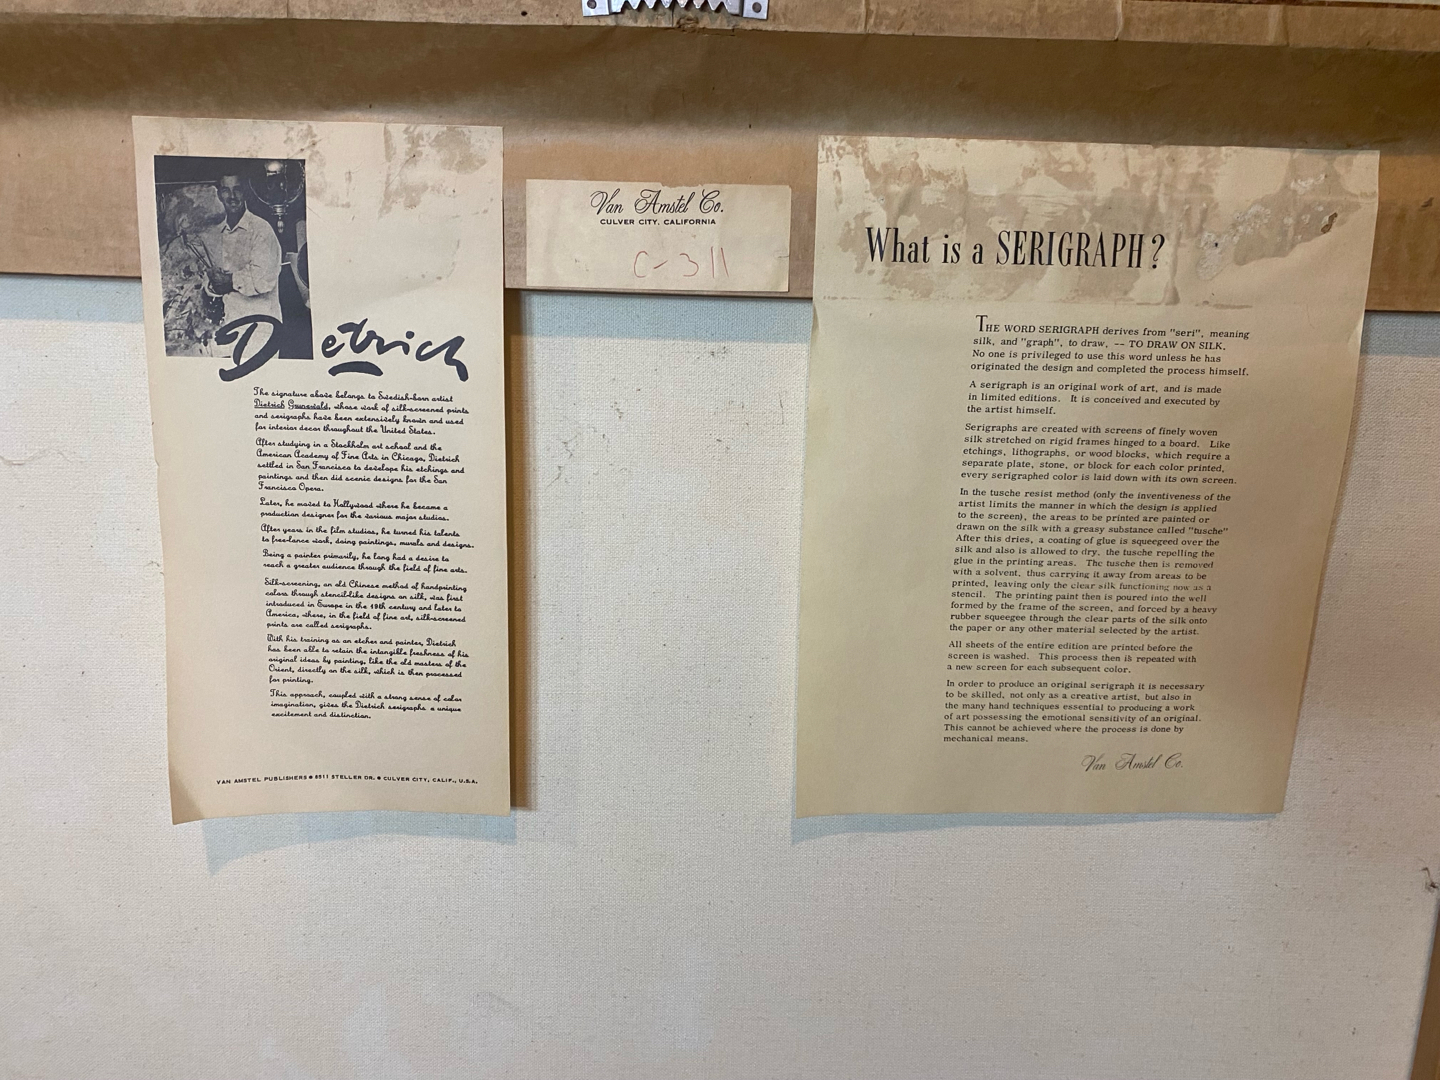 Dietrich
The signature above belongs to Swedish-born artist
Dietrich Grunewald, whose work of silk-screened prints
and serigraphs have been extensively known and used
for interior decor throughout the United States.
After studying in a Stockholm art school and the
American Academy of Fine Arts in Chicago, Dietrich
settled in San Francisco to develope his etchings and
paintings and then did scenic designs for the San
Francisco Opera.
Later, he moved to Hollywood where he became a
production designer for the various major studios.
After years in the film studios, he turned his talents
to free-lance work, doing paintings, murals and designs.
Being a painter primarily, he long had a desire to
reach a greater audience through the field of fine arts.
Silk-screening, an old Chinese method of handprinting
colors through stencil-like designs on silk, was first
introduced in Europe in the 19th century and later to
America, where, in the field of fine art, silk-screened
prints are called serigraphs.
With his training as an etcher and painter, Dietrich
has been able to retain the intangible freshness of his
original ideas by painting, like the old masters of the
Orient, directly on the silk, which is then processed
for printing.
This approach, coupled with a strong sense of color
imagination, gives the Dietrich serigraphs a unique
excitement and distinction.
VAN AMSTEL PUBLISHERS ● 8511 STELLER DR. ● CULVER CITY, CALIF., U.S.A.
Van Amstel Co.
CULVER CITY, CALIFORNIA
C-311
What is a SERIGRAPH?
THE WORD SERIGRAPH derives from "seri", meaning
silk, and "graph", to draw, -- TO DRAW ON SILK.
No one is privileged to use this word unless he has
originated the design and completed the process himself.
A serigraph is an original work of art, and is made
in limited editions. It is conceived and executed by
the artist himself.
Serigraphs are created with screens of finely woven
silk stretched on rigid frames hinged to a board. Like
etchings, lithographs, or wood blocks, which require a
separate plate, stone, or block for each color printed,
every serigraphed color is laid down with its own screen.
In the tusche resist method (only the inventiveness of the
artist limits the manner in which the design is applied
to the screen), the areas to be printed are painted or
drawn on the silk with a greasy substance called "tusche"
After this dries, a coating of glue is squeegeed over the
silk and also is allowed to dry, the tusche repelling the
glue in the printing areas. The tusche then is removed
with a solvent, thus carrying it away from areas to be
printed, leaving only the clear silk functioning now as a
stencil. The printing paint then is poured into the well
formed by the frame of the screen, and forced by a heavy
rubber squeegee through the clear parts of the silk onto
the paper or any other material selected by the artist.
All sheets of the entire edition are printed before the
screen is washed. This process then is repeated with
a new screen for each subsequent color.
In order to produce an original serigraph it is necessary
to be skilled, not only as a creative artist, but also in
the many hand techniques essential to producing a work
of art possessing the emotional sensitivity of an original.
This cannot be achieved where the process is done by
mechanical means.
Van Amstel Co.